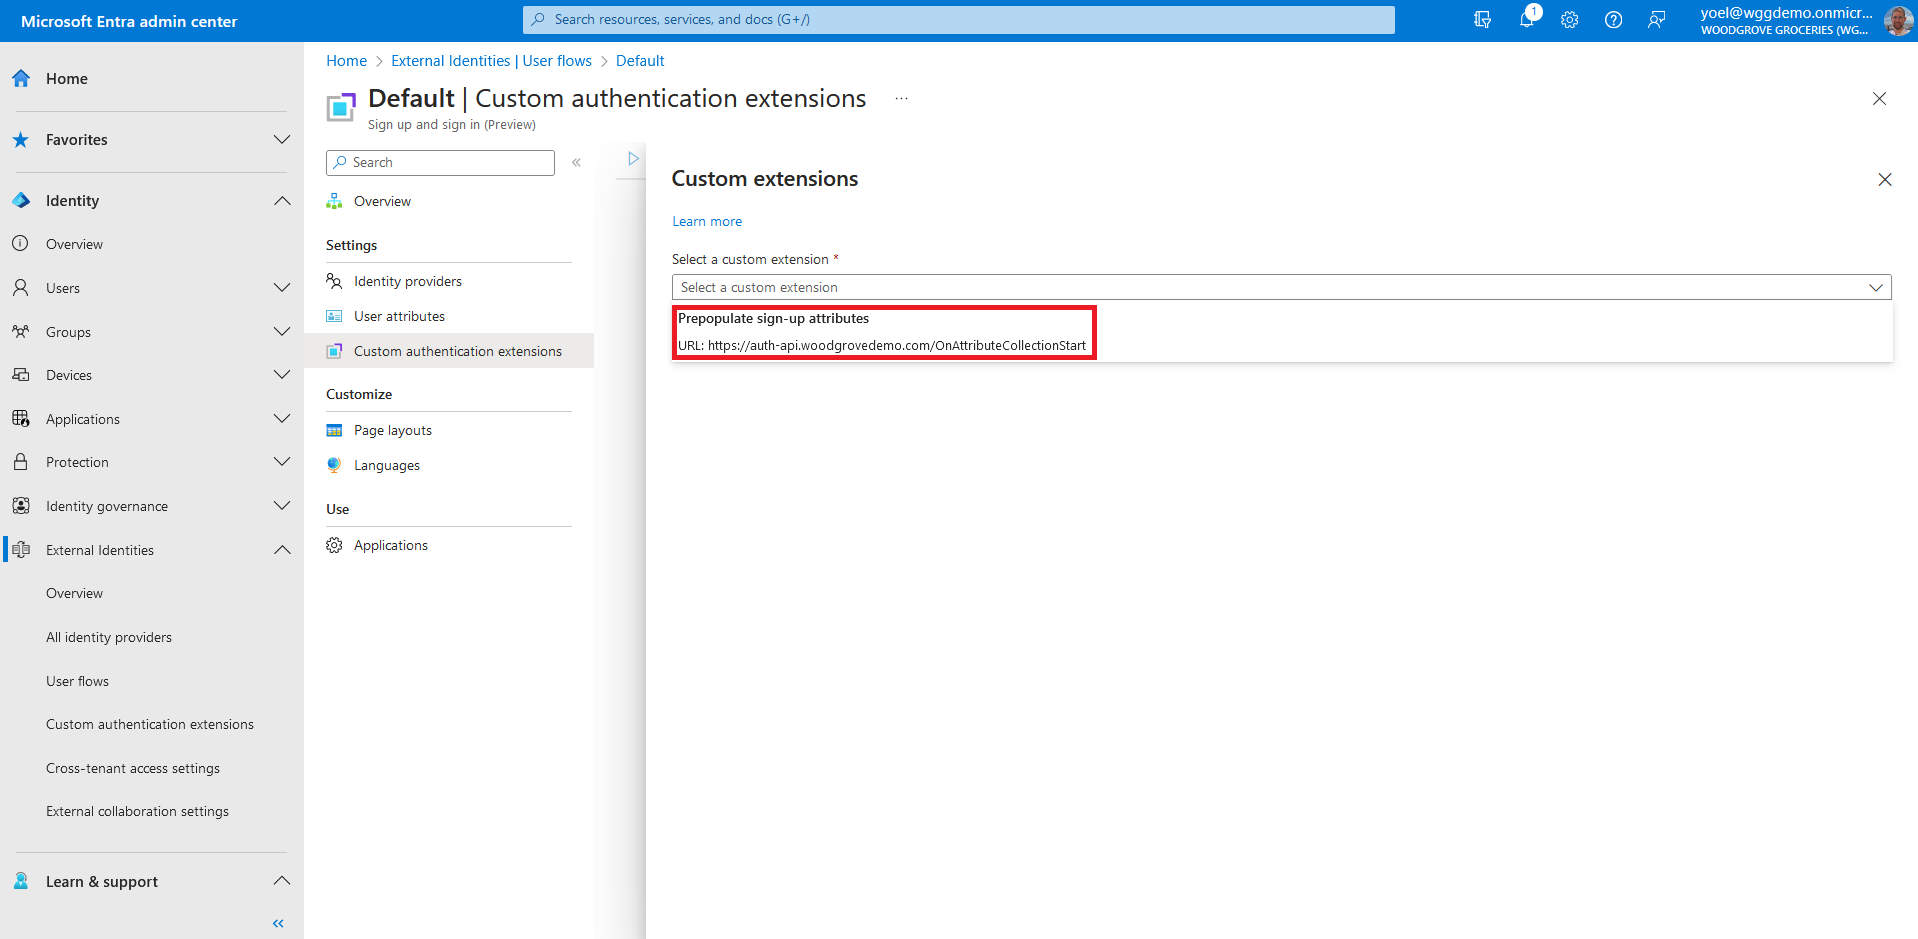 Microsoft Entra admin center
Search resources, services, and docs (G+/)
1
yoel@wggdemo.onmicr...
WOODGROVE GROCERIES (WG...
Home
Favorites
Identity
Overview
Users
Groups
Devices
Applications
Protection
Identity governance
External Identities
Overview
All identity providers
User flows
Custom authentication extensions
Cross-tenant access settings
External collaboration settings
Learn & support
Home > External Identities | User flows > Default
Default | Custom authentication extensions ...
Sign up and sign in (Preview)
Search
Overview
Settings
Identity providers
User attributes
Custom authentication extensions
Customize
Page layouts
Languages
Use
Applications
Custom extensions
Learn more
Select a custom extension *
Select a custom extension
Prepopulate sign-up attributes
URL: https://auth-api.woodgrovedemo.com/OnAttributeCollectionStart